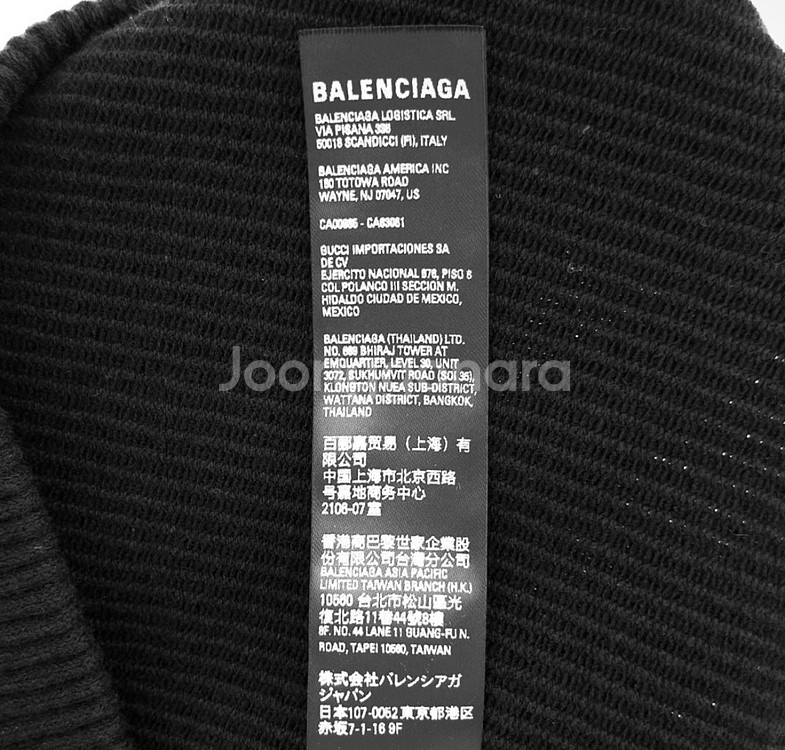 BALENCIAGA
BALENCIAGA LOGISTICA SRL
VIA PISANA 336
50018 SCANDICCI (FI), ITALY
BALENCIAGA AMERICA INC
150 TOTOWA ROAD
WAYNE, NJ 07047, US
- CA63061
GUCCI IMPORTACIONES SA
DE CV
EJERCITO NACIONAL 676, PISO 6
COL POLANCO III SECCION M.
HIDALDO CIUDAD DE MEXICO,
MEXICO
BALENCIAGA (THAILAND) LTD.
NO. 689 BHIRAJ TOWER AT
EMQUARTIER, LEVEL 30, UNIT
3072, SUKHUMVIT ROAD (SOI 35),
KLONGTON NUEA SUB-DISTRICT,
WATTANA DISTRICT, BANGKOK,
THAILAND
百郦嘉贸易（上海）有
限公司
中国上海市北京西路
号嘉地商务中心
2106-07 室
香港商巴黎世家企業股
份有限公司台灣分公司
BALENCIAGA ASIA PACIFIC
LIMITED TAIWAN BRANCH (H.K.)
10560 台北市松山區光
復北路11巷44號8樓
8F. NO. 44 LANE 11 GUANG-FU N.
ROAD, TAPEI 10560, TAIWAN
株式会社バレンシアガ
ジャパン
日本107-0052 東京都港区
赤坂7-1-16 9F